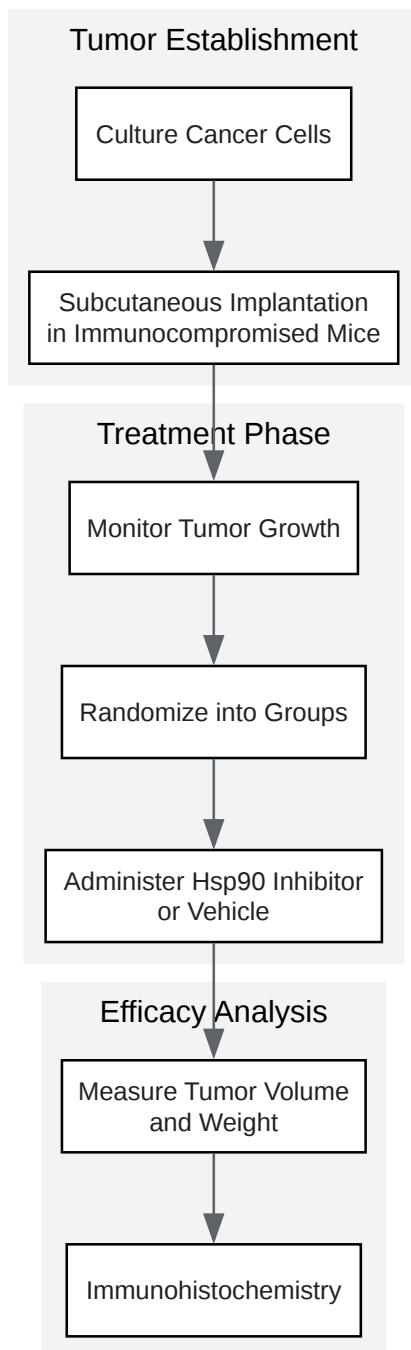 Tumor Establishment
Culture Cancer Cells
Subcutaneous Implantation
in Immunocompromised Mice
Treatment Phase
Monitor Tumor Growth
Randomize into Groups
Administer Hsp90 Inhibitor
or Vehicle
Efficacy Analysis
Measure Tumor Volume
and Weight
Immunohistochemistry